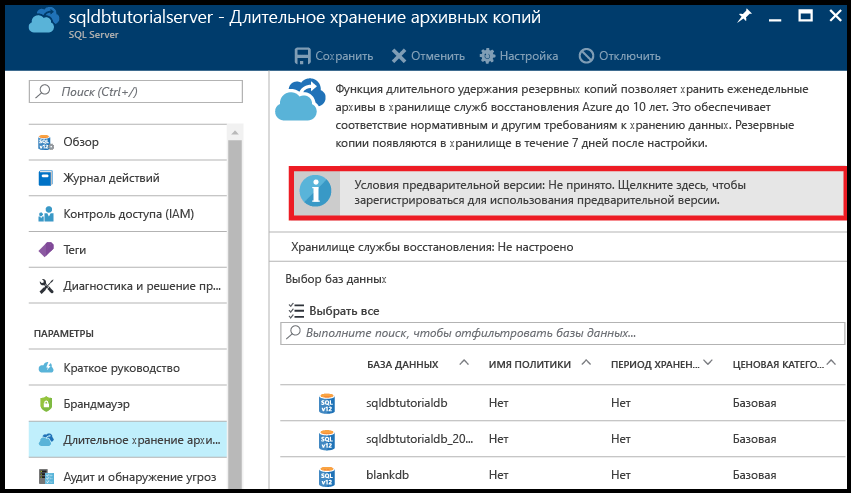 sqldbtutorialserver - Длительное хранение архивных копий
SQL Server
Сохранить Отменить Настройка Отключить
Поиск (Ctrl+/)
Обзор
Журнал действий
Контроль доступа (IAM)
Теги
Диагностика и решение пр...
ПАРАМЕТРЫ
Краткое руководство
Брандмауэр
Длительное хранение архи...
Аудит и обнаружение угроз
Функция длительного удержания резервных копий позволяет хранить еженедельные
архивы в хранилище служб восстановления Azure до 10 лет. Это обеспечивает
соответствие нормативным и другим требованиям к хранению данных. Резервные
копии появляются в хранилище в течение 7 дней после настройки.
Условия предварительной версии: Не принято. Щелкните здесь, чтобы
зарегистрироваться для использования предварительной версии.
Хранилище службы восстановления: Не настроено
Выбор баз данных
Выбрать все
Выполните поиск, чтобы отфильтровать базы данных...
БАЗА ДАННЫХ ИМЯ ПОЛИТИКИ ПЕРИОД ХРАНЕН... ЦЕНОВАЯ КАТЕГО...
SQL v12 sqldbtutorialdb Нет Нет Базовая
SQL v12 sqldbtutorialdb_20... Нет Нет Базовая
SQL v12 blankdb Нет Нет Базовая